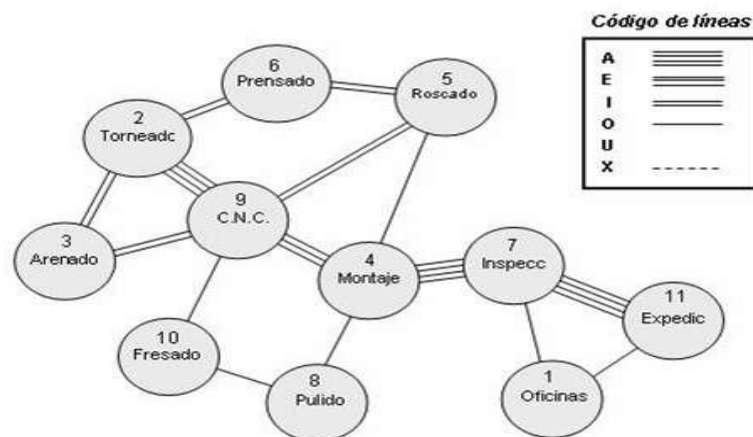 Código de líneas
A
E
I
O
U
X
6
Prensado
5
Roscado
2
Torneadc
9
C.N.C.
3
Arenado
4
Montaje
7
Inspecc
11
Expedic
10
Fresado
8
Pulido
1
Oficinas